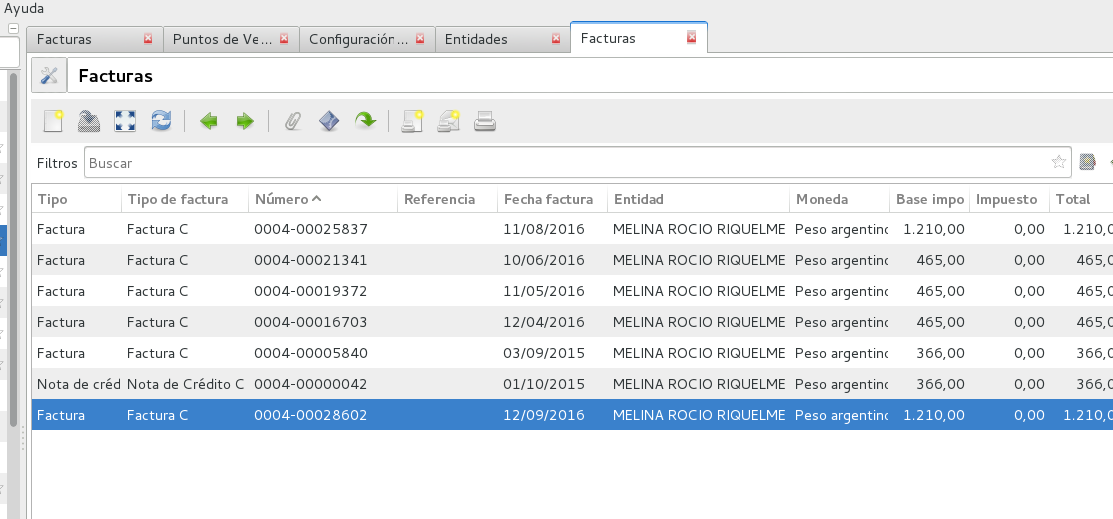 Ayuda
Facturas Puntos de Ve... Configuración... Entidades Facturas
Facturas
Filtros Buscar
Tipo Tipo de factura Número Referencia Fecha factura Entidad Moneda Base impo Impuesto Total
Factura Factura C 0004-00025837 11/08/2016 MELINA ROCIO RIQUELME Peso argentino 1.210,00 0,00 1.210,0
Factura Factura C 0004-00021341 10/06/2016 MELINA ROCIO RIQUELME Peso argentino 465,00 0,00 465,0
Factura Factura C 0004-00019372 11/05/2016 MELINA ROCIO RIQUELME Peso argentino 465,00 0,00 465,0
Factura Factura C 0004-00016703 12/04/2016 MELINA ROCIO RIQUELME Peso argentino 465,00 0,00 465,0
Factura Factura C 0004-00005840 03/09/2015 MELINA ROCIO RIQUELME Peso argentino 366,00 0,00 366,0
Nota de créd Nota de Crédito C 0004-00000042 01/10/2015 MELINA ROCIO RIQUELME Peso argentino 366,00 0,00 366,0
Factura Factura C 0004-00028602 12/09/2016 MELINA ROCIO RIQUELME Peso argentino 1.210,00 0,00 1.210,0